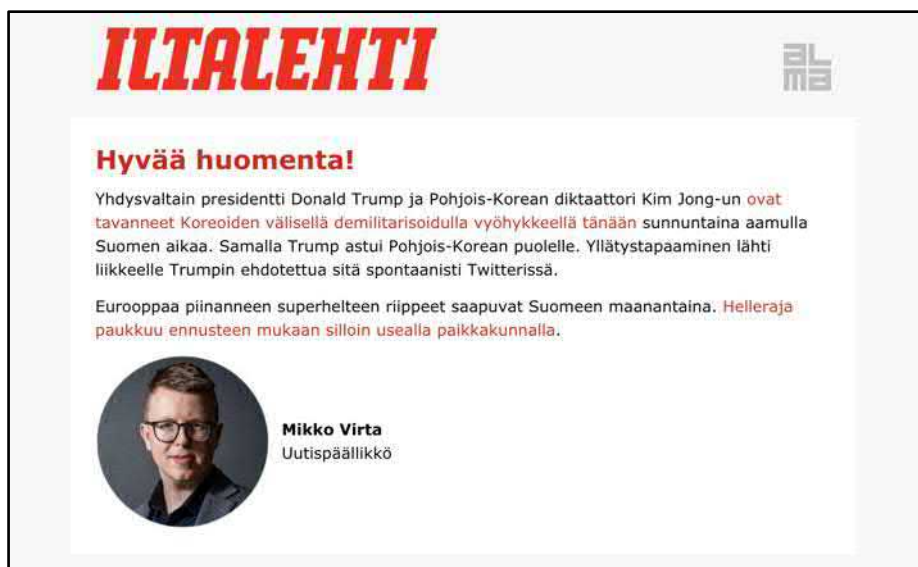 ILTALEHTI
aL
ma
Hyvää huomenta!
Yhdysvaltain presidentti Donald Trump ja Pohjois-Korean diktaattori Kim Jong-un ovat
tavanneet Koreoiden välisellä demilitarisoidulla vyöhykkeellä tänään sunnuntaina aamulla
Suomen aikaa. Samalla Trump astui Pohjois-Korean puolelle. Yllätystapaaminen lähti
liikkeelle Trumpin ehdotettua sitä spontaanisti Twitterissä.
Eurooppaa piinanneen superhelteen riippeet saapuvat Suomeen maanantaina. Helleraja
paukkuu ennusteen mukaan silloin usealla paikkakunnalla.
Mikko Virta
Uutispäällikkö